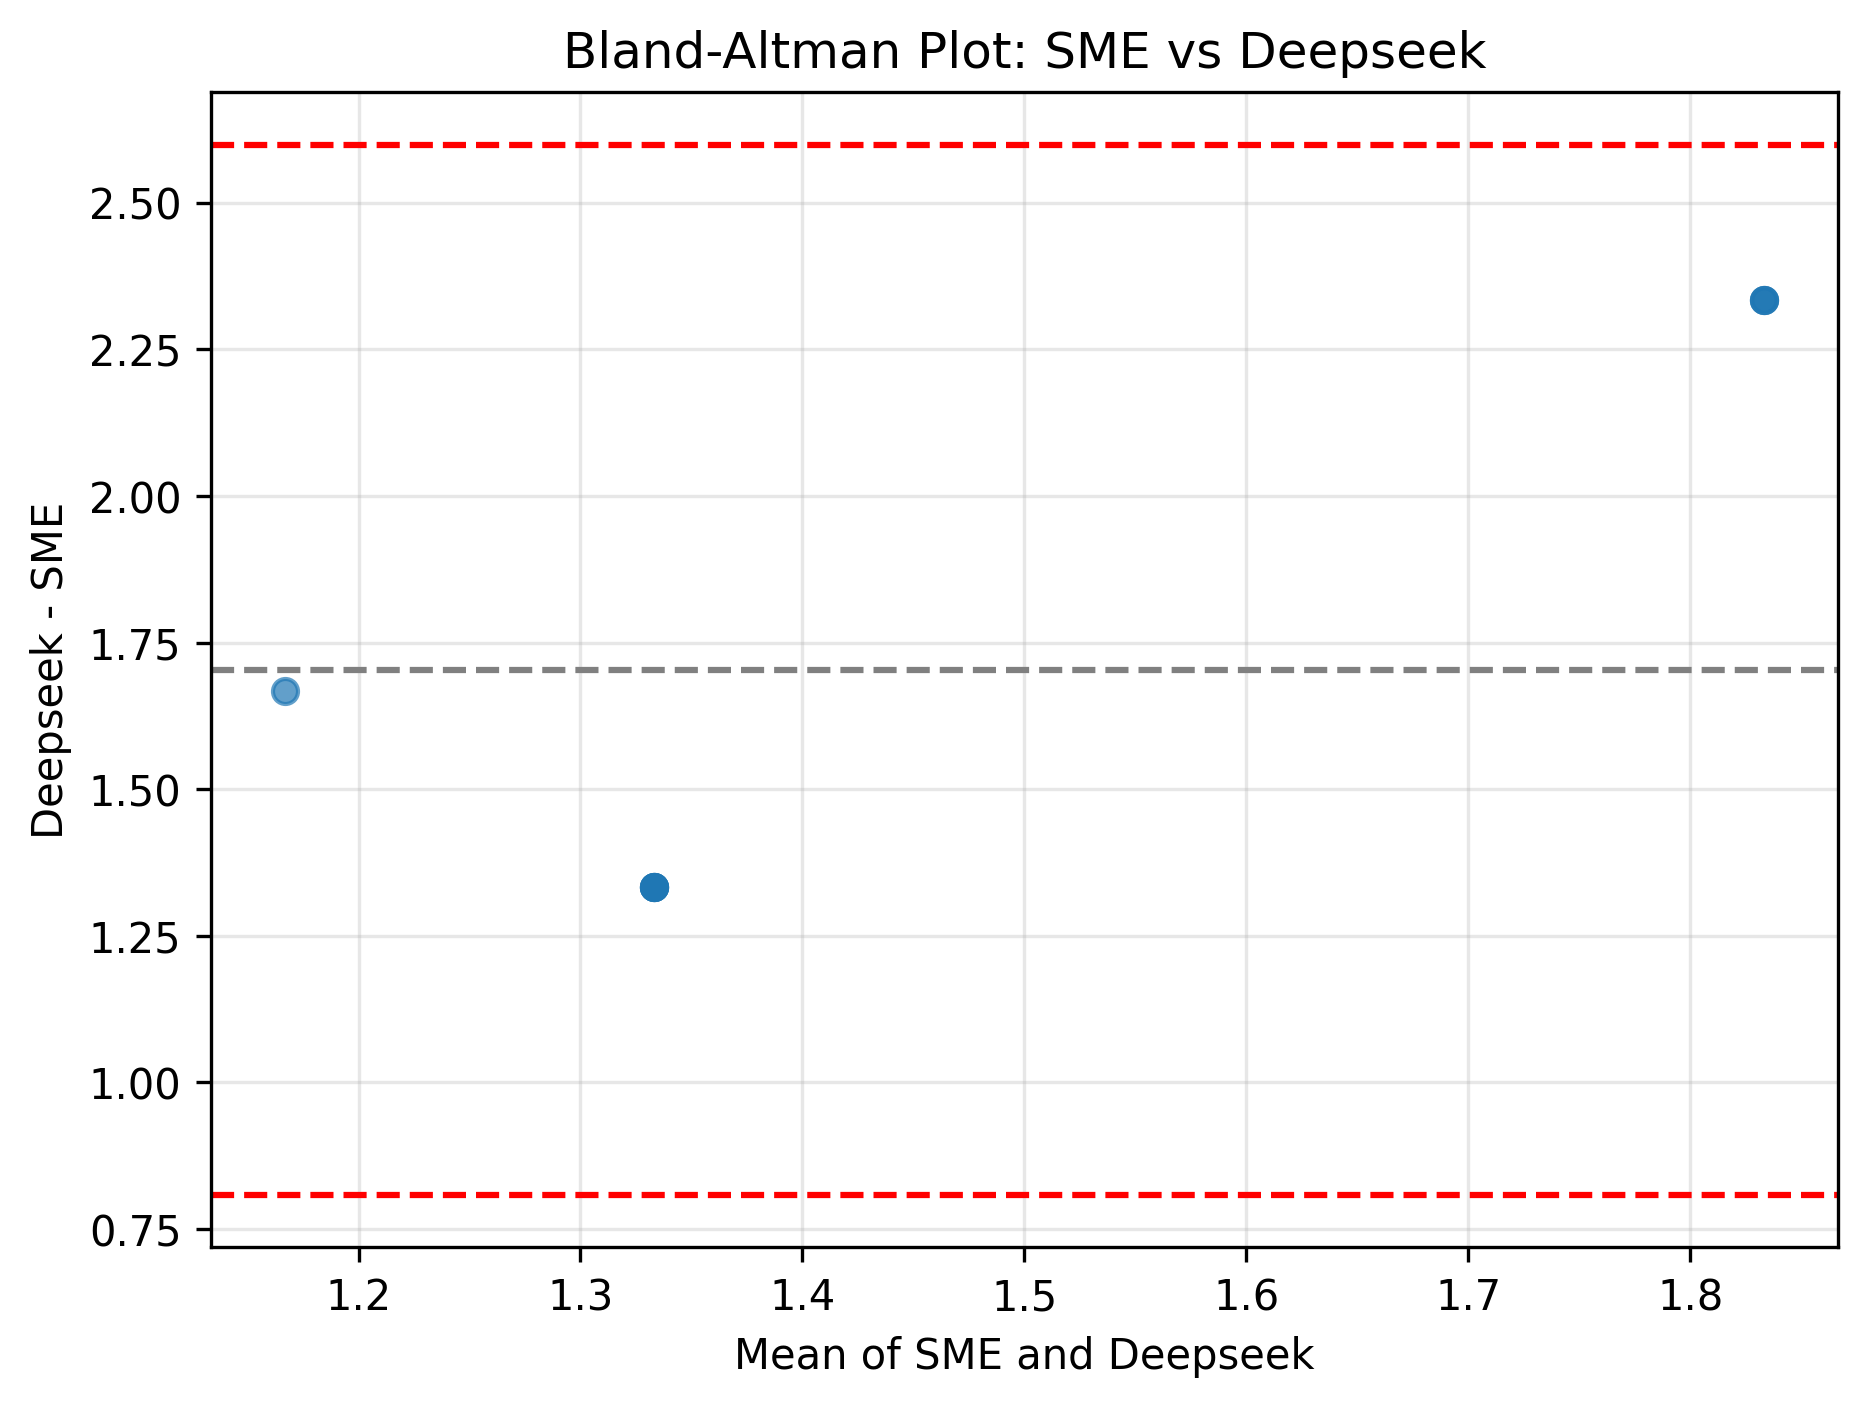 Bland-Altman Plot: SME vs Deepseek
Deepseek - SME
2.50
2.25
2.00
1.75
1.50
1.25
1.00
0.75
1.2 1.3 1.4 1.5 1.6 1.7 1.8
Mean of SME and Deepseek